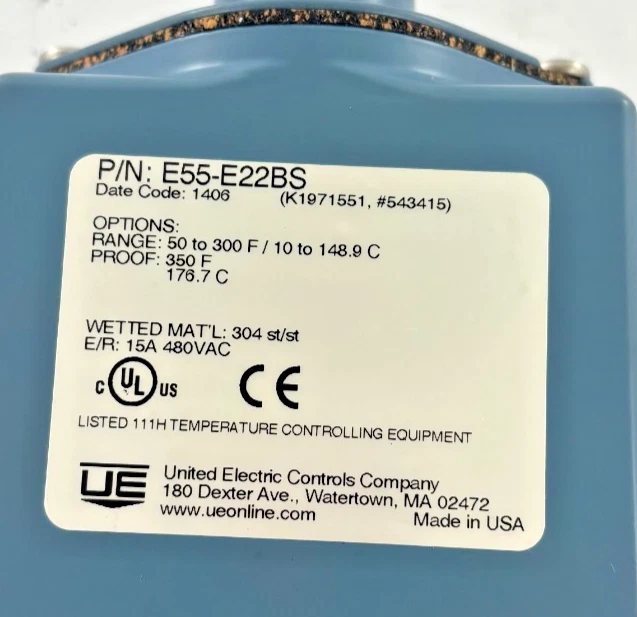 P/N: E55-E22BS
Date Code: 1406 (K1971551, #543415)
OPTIONS:
RANGE: 50 to 300 F / 10 to 148.9 C
PROOF: 350 F
176.7 C
WETTED MAT'L: 304 st/st
E/R: 15A 480VAC
C UL US CE
LISTED 111H TEMPERATURE CONTROLLING EQUIPMENT
UE
United Electric Controls Company
180 Dexter Ave., Watertown, MA 02472
www.ueonline.com Made in USA